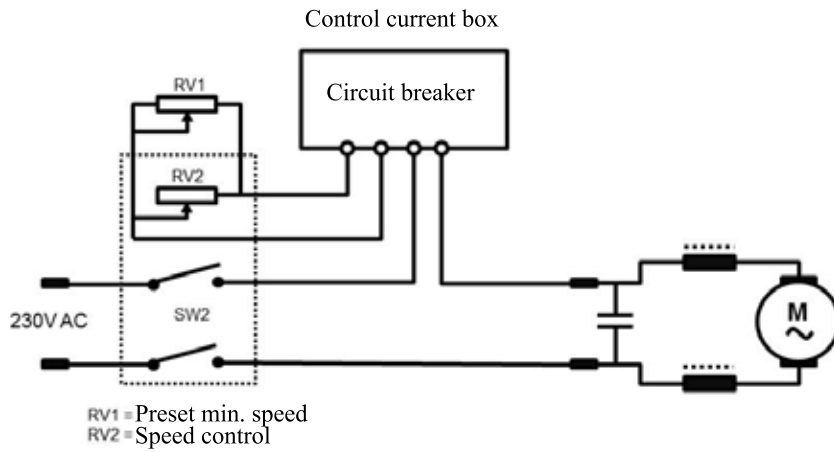 Control current box
RV1
Circuit breaker
RV2
230V AC
SW2
M
~
RV1 = Preset min. speed
RV2 = Speed control